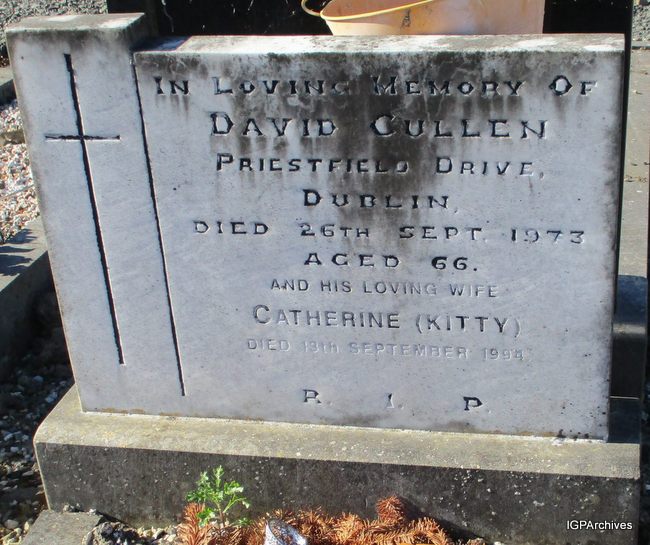 In Loving Memory Of
David Cullen
Priestfield Drive,
Dublin,
Died 26th Sept. 1973
Aged 66.
AND HIS LOVING WIFE
CATHERINE (KITTY)
DIED 13th SEPTEMBER 1994
R. I. P.
IGPArchives